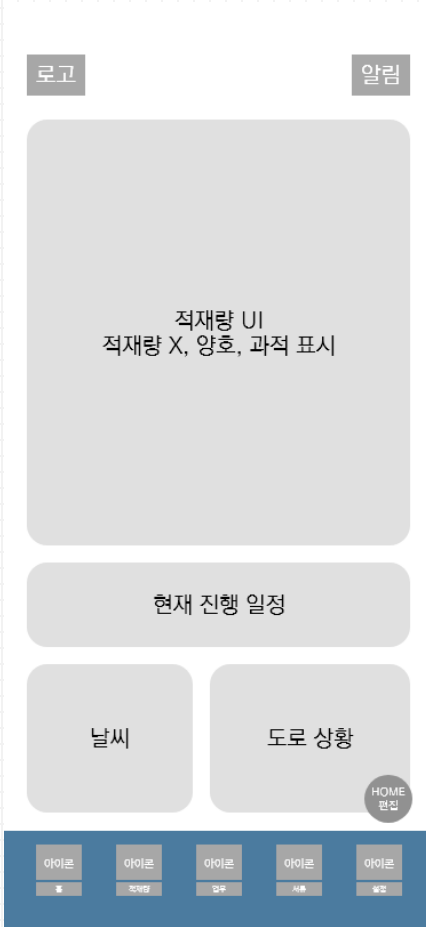 로고
알림
적재량 UI
적재량 X, 양호, 과적 표시
현재 진행 일정
날씨
도로 상황
HOME
편집
아이콘 아이콘 아이콘 아이콘 아이콘
홈 적재량 업무 서류 설정